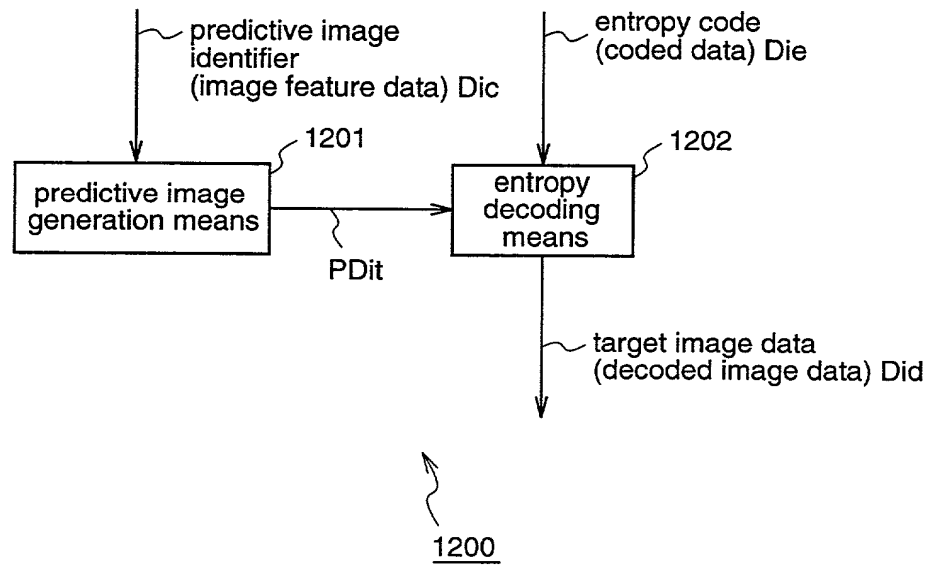 predictive image
identifier
(image feature data) Dic
entropy code
(coded data) Die
1201
predictive image
generation means
1202
entropy
decoding
means
PDit
target image data
(decoded image data) Did
1200